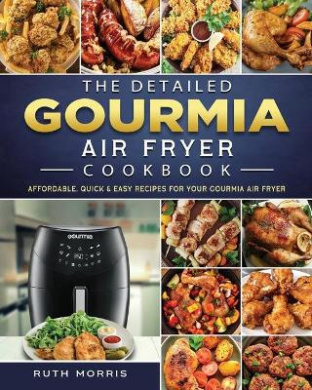 THE DETAILED
GOURMIA
AIR FRYER
COOKBOOK
AFFORDABLE, QUICK & EASY RECIPES FOR YOUR GOURMIA AIR FRYER
gourmia
RUTH MORRIS